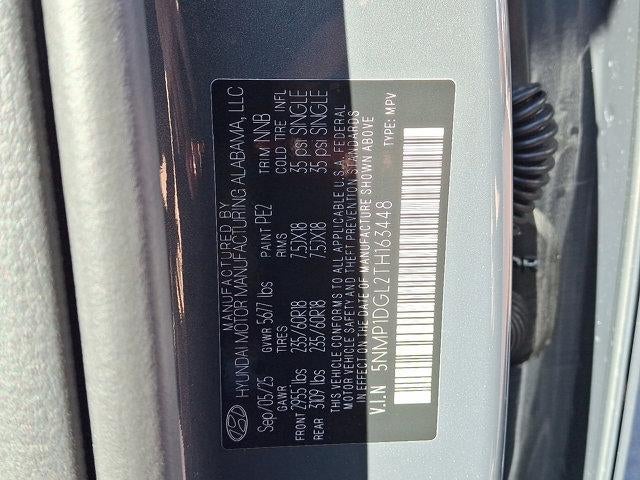 MANUFACTURED BY
HYUNDAI MOTOR MANUFACTURING ALABAMA, LLC
Sep/05/25 GVWR 5677 lbs PAINT PE2 TRIM NNB
GAWR TIRES RIMS COLD TIRE INFL
FRONT 2955 lbs 235/60R18 7.5JX18 35 psi SINGLE
REAR 3109 lbs 235/60R18 7.5JX18 35 psi SINGLE
THIS VEHICLE CONFORMS TO ALL APPLICABLE U.S.A. FEDERAL
MOTOR VEHICLE SAFETY AND THEFT PREVENTION STANDARDS
IN EFFECT ON THE DATE OF MANUFACTURE SHOWN ABOVE
V.I.N 5NMP1DGL2TH163448 TYPE: MPV